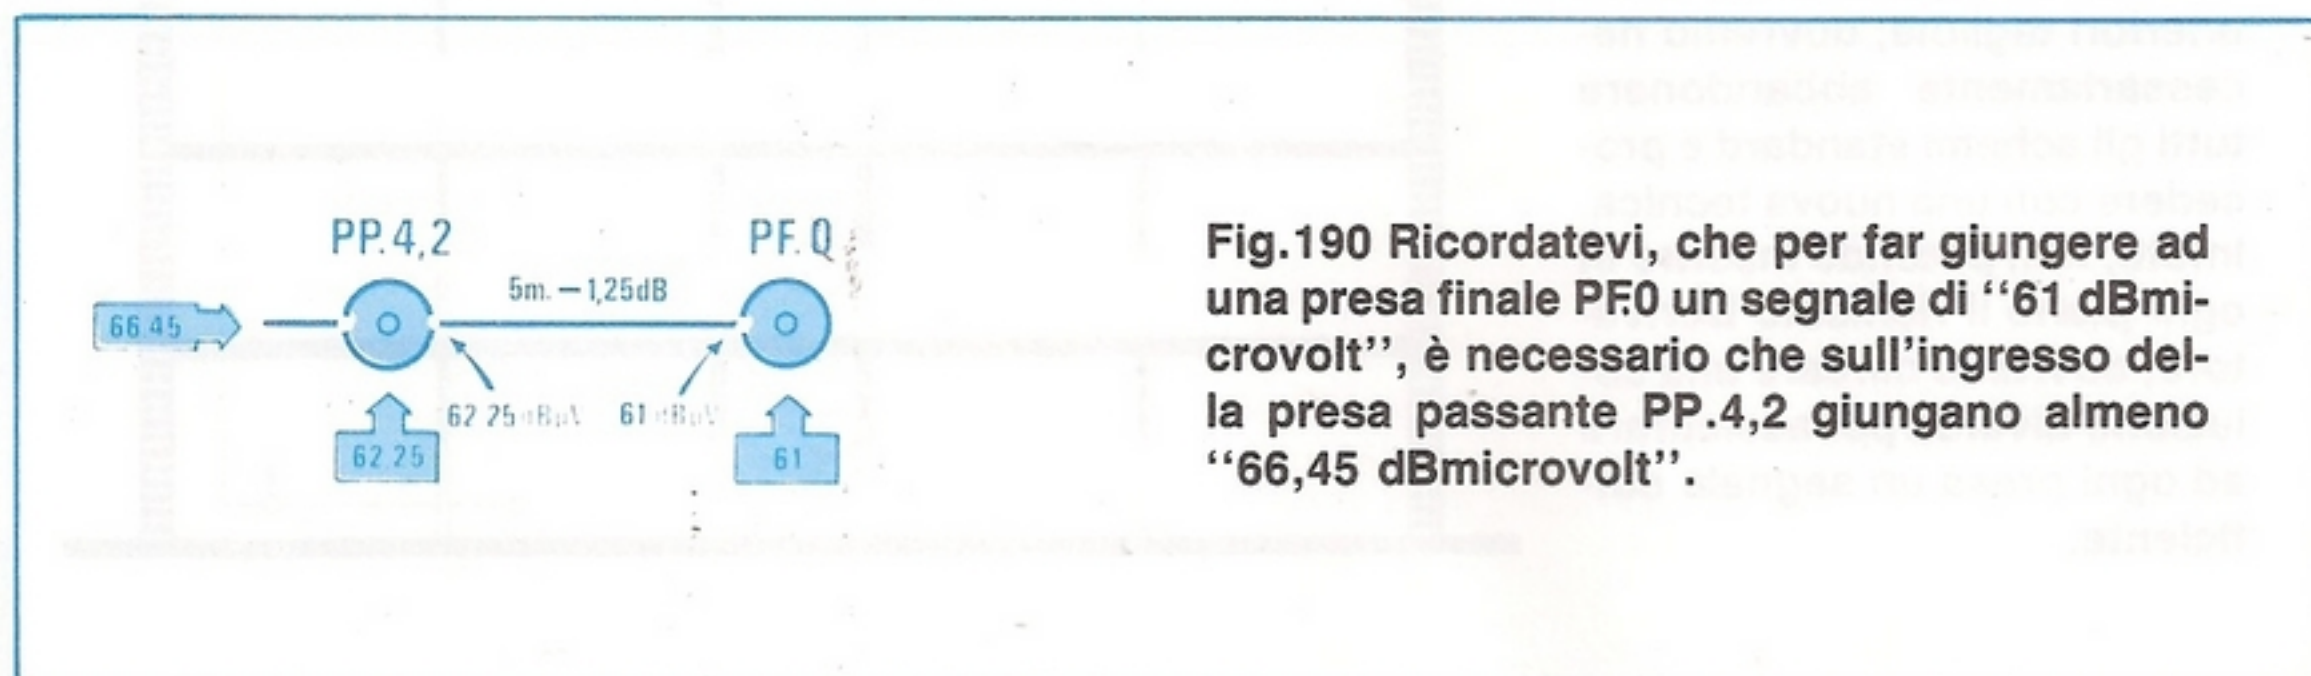 PP.4,2
PF.0
5m. – 1,25dB
66,45
62,25 dBµV
61 dBµV
62,25
61
Fig.190 Ricordatevi, che per far giungere ad
una presa finale PF.0 un segnale di “61 dBmi-
crovolt”, è necessario che sull’ingresso del-
la presa passante PP.4,2 giungano almeno
“66,45 dBmicrovolt”.